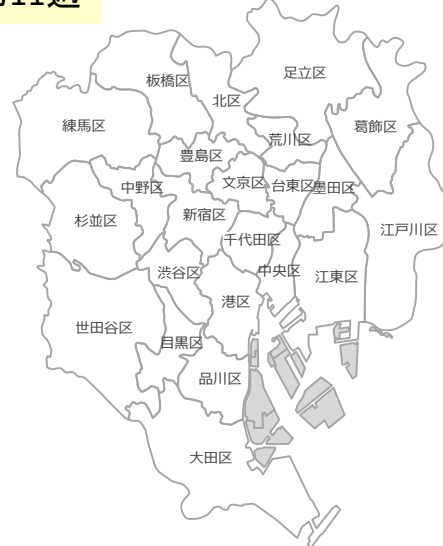 11週
足立区
板橋区
北区
練馬区
葛飾区
荒川区
豊島区
文京区
台東区
墨田区
中野区
新宿区
杉並区
江戸川区
千代田区
中央区
渋谷区
江東区
港区
世田谷区
目黒区
品川区
大田区